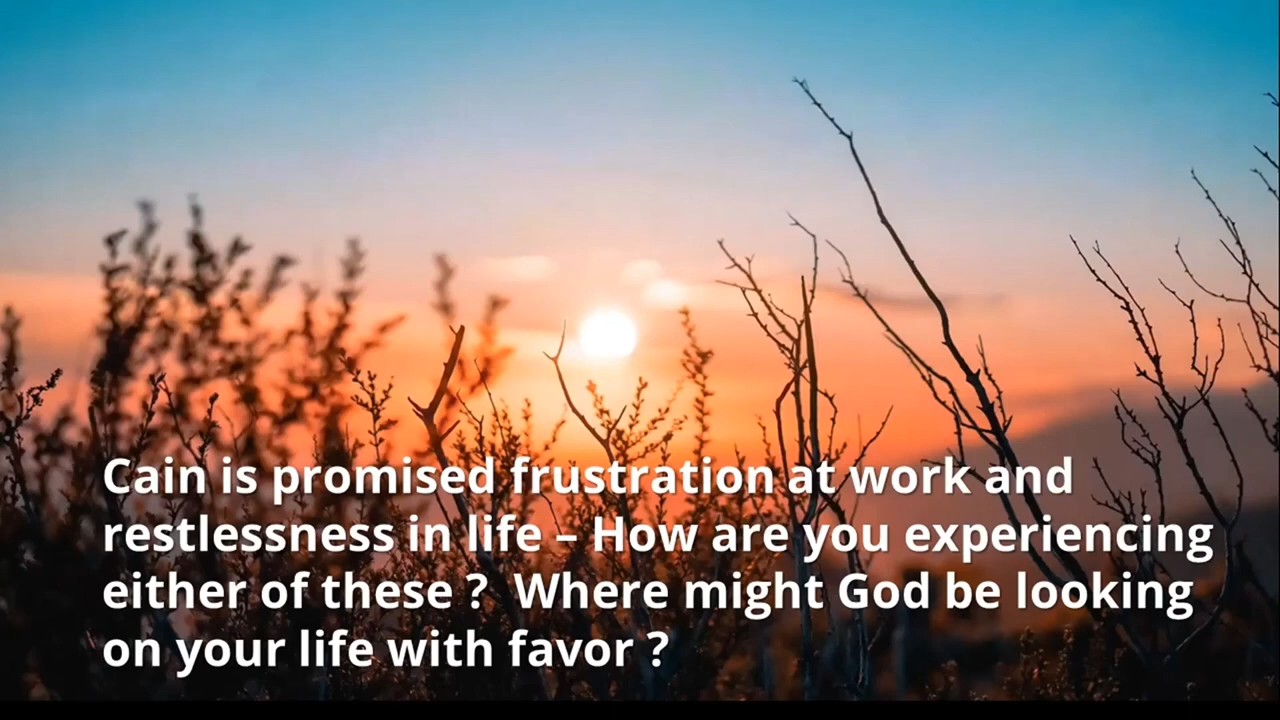 Cain is promised frustration at work and
restlessness in life – How are you experiencing
either of these ?  Where might God be looking
on your life with favor ?